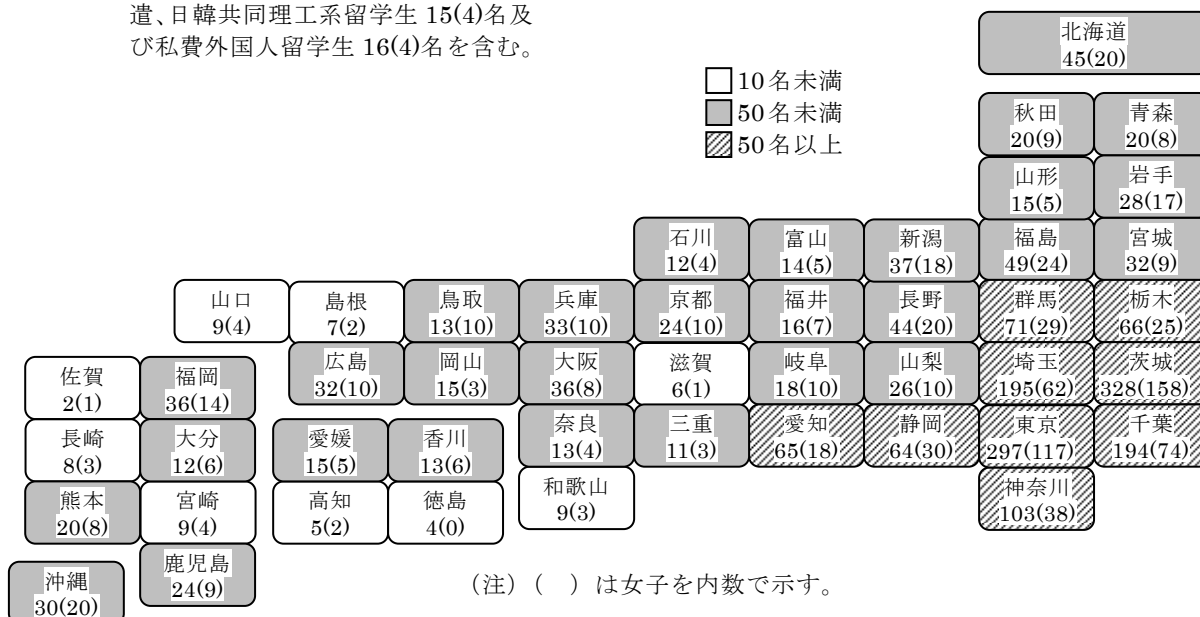 遣、日韓共同理工系留学生 15(4)名及
び私費外国人留学生 16(4)名を含む。
10名未満
50名未満
50名以上
北海道
45(20)
秋田
20(9)
青森
20(8)
山形
15(5)
岩手
28(17)
石川
12(4)
富山
14(5)
新潟
37(18)
福島
49(24)
宮城
32(9)
山口
9(4)
島根
7(2)
鳥取
13(10)
兵庫
33(10)
京都
24(10)
福井
16(7)
長野
44(20)
群馬
71(29)
栃木
66(25)
広島
32(10)
岡山
15(3)
大阪
36(8)
滋賀
6(1)
岐阜
18(10)
山梨
26(10)
埼玉
195(62)
茨城
328(158)
佐賀
2(1)
福岡
36(14)
奈良
13(4)
三重
11(3)
愛知
65(18)
静岡
64(30)
東京
297(117)
千葉
194(74)
長崎
8(3)
大分
12(6)
愛媛
15(5)
香川
13(6)
和歌山
9(3)
神奈川
103(38)
熊本
20(8)
宮崎
9(4)
高知
5(2)
徳島
4(0)
鹿児島
24(9)
沖縄
30(20)
（注）（　）は女子を内数で示す。